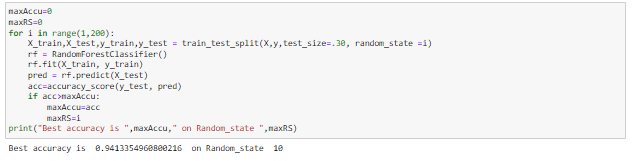 maxAccu=0
maxRS=0
for i in range(1,200):
    X_train,X_test,y_train,y_test = train_test_split(X,y,test_size=.30, random_state =i)
    rf = RandomForestClassifier()
    rf.fit(X_train, y_train)
    pred = rf.predict(X_test)
    acc=accuracy_score(y_test, pred)
    if acc>maxAccu:
        maxAccu=acc
        maxRS=i
print("Best accuracy is ",maxAccu," on Random_state ",maxRS)
Best accuracy is  0.9413354960800216  on Random_state  10